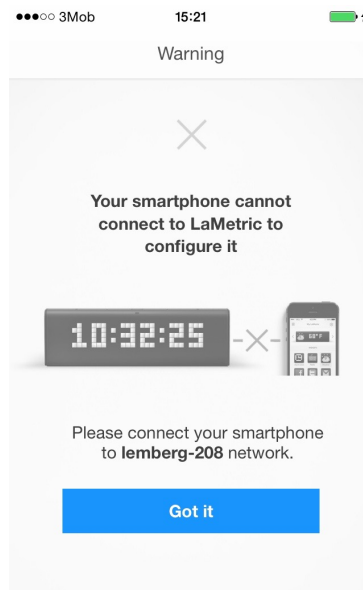 ●●●○○ 3Mob 15:21
Warning
Your smartphone cannot
connect to LaMetric to
configure it
10:32:25
68°F
Please connect your smartphone
to lemberg-208 network.
Got it